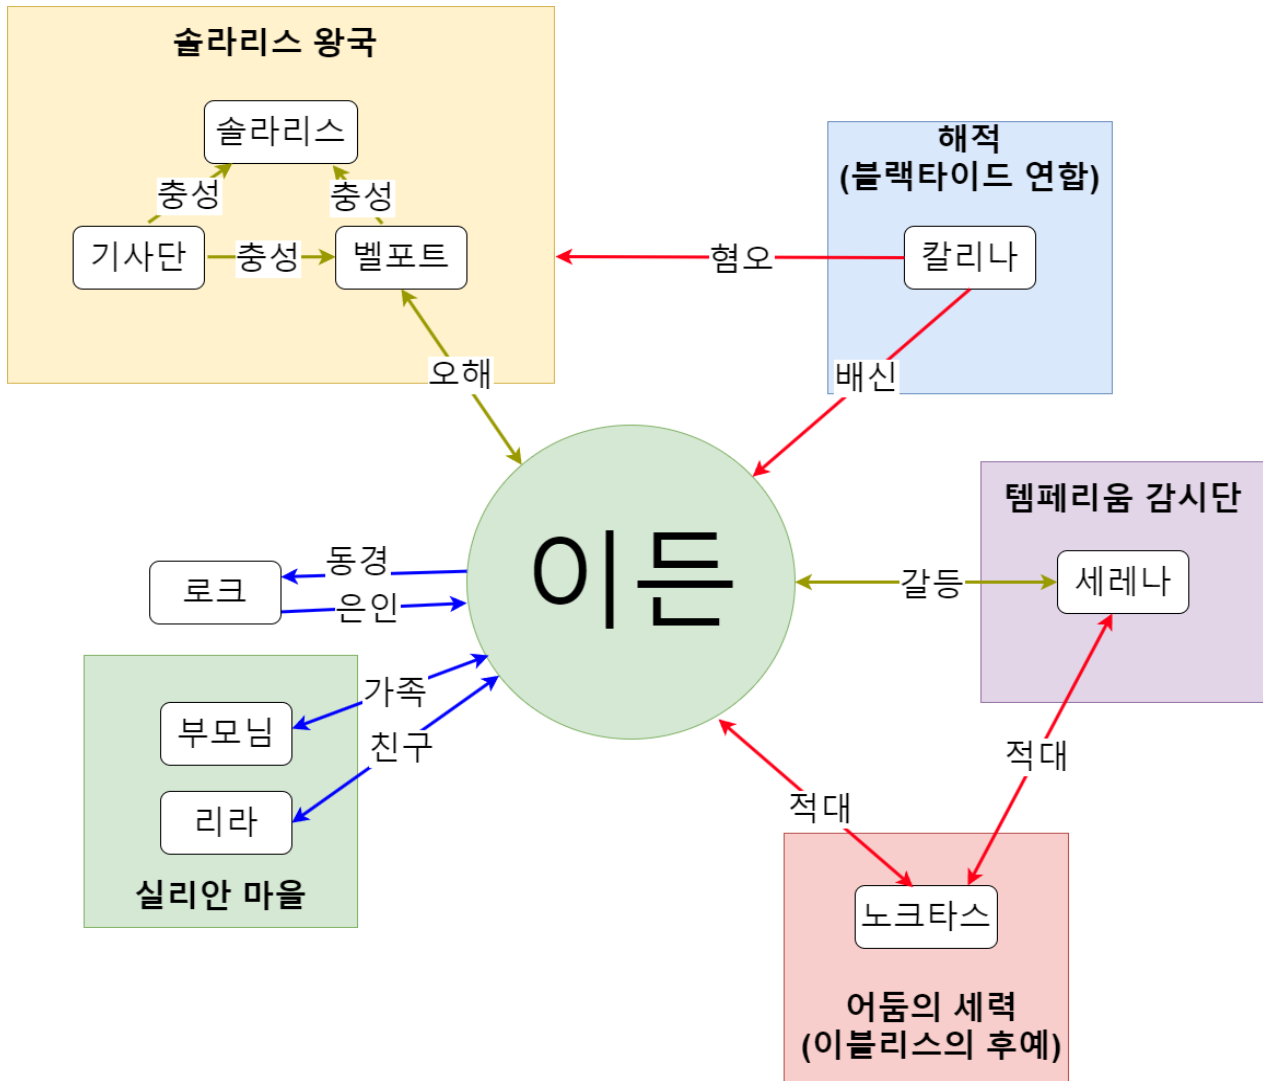 솔라리스 왕국
솔라리스
충성
충성
기사단
충성
벨포트
해적
(블랙타이드 연합)
칼리나
혐오
배신
오해
이든
템페리움 감시단
세레나
갈등
적대
로크
동경
은인
가족
친구
부모님
리라
실리안 마을
적대
노크타스
어둠의 세력
(이블리스의 후예)